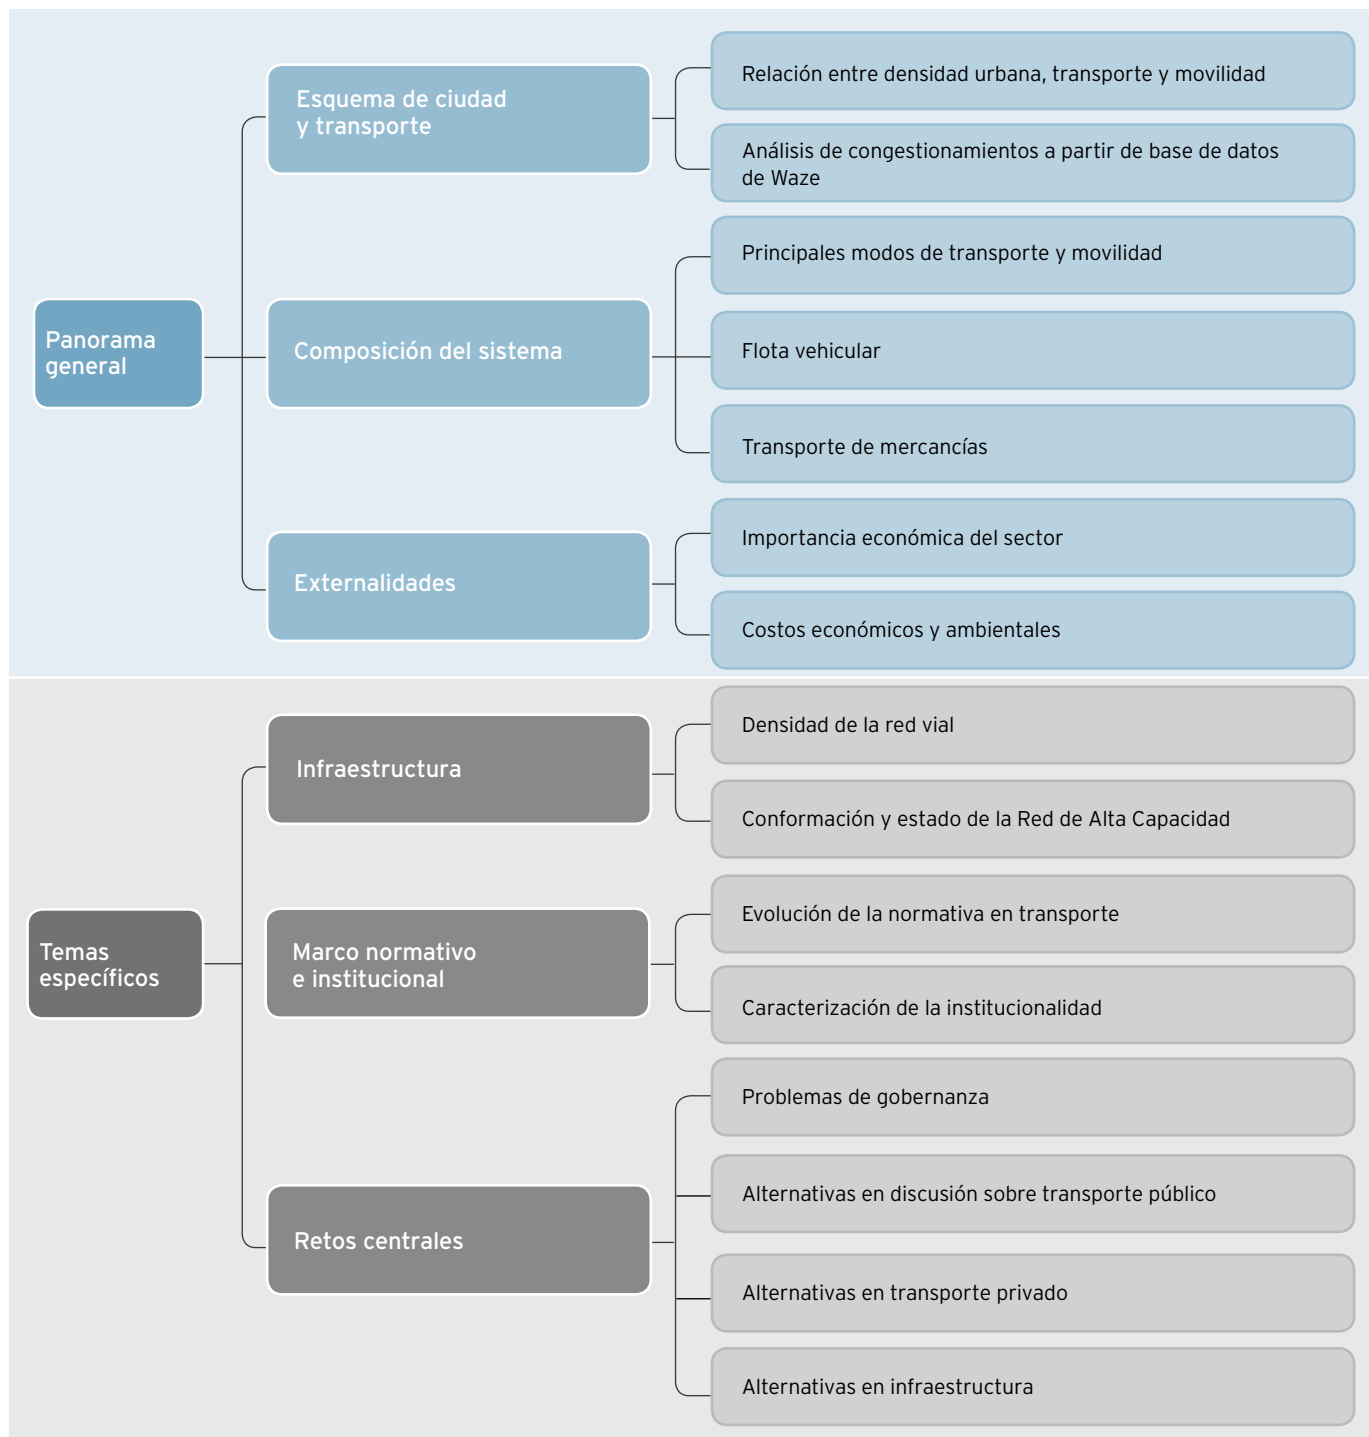 Panorama
general
Esquema de ciudad
y transporte
Relación entre densidad urbana, transporte y movilidad
Análisis de congestionamientos a partir de base de datos
de Waze
Composición del sistema
Principales modos de transporte y movilidad
Flota vehicular
Transporte de mercancías
Externalidades
Importancia económica del sector
Costos económicos y ambientales
Temas
específicos
Infraestructura
Densidad de la red vial
Conformación y estado de la Red de Alta Capacidad
Marco normativo
e institucional
Evolución de la normativa en transporte
Caracterización de la institucionalidad
Retos centrales
Problemas de gobernanza
Alternativas en discusión sobre transporte público
Alternativas en transporte privado
Alternativas en infraestructura